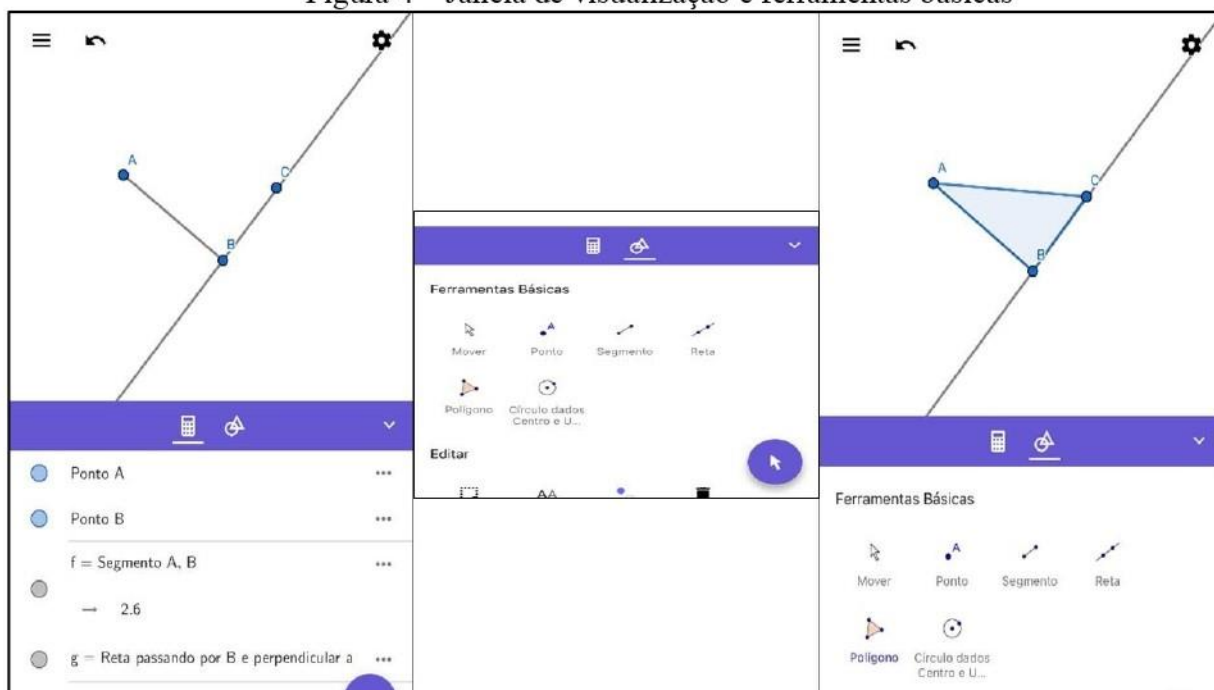 Figura 4 – Janela de visualização e ferramentas básicas
A
C
B
Ponto A
Ponto B
f = Segmento A, B
→ 2.6
g = Reta passando por B e perpendicular a
Ferramentas Básicas
Mover Ponto Segmento Reta
Polígono Círculo dados
Centro e U...
Editar
AA
A
C
B
Ferramentas Básicas
Mover Ponto Segmento Reta
Polígono Círculo dados
Centro e U...